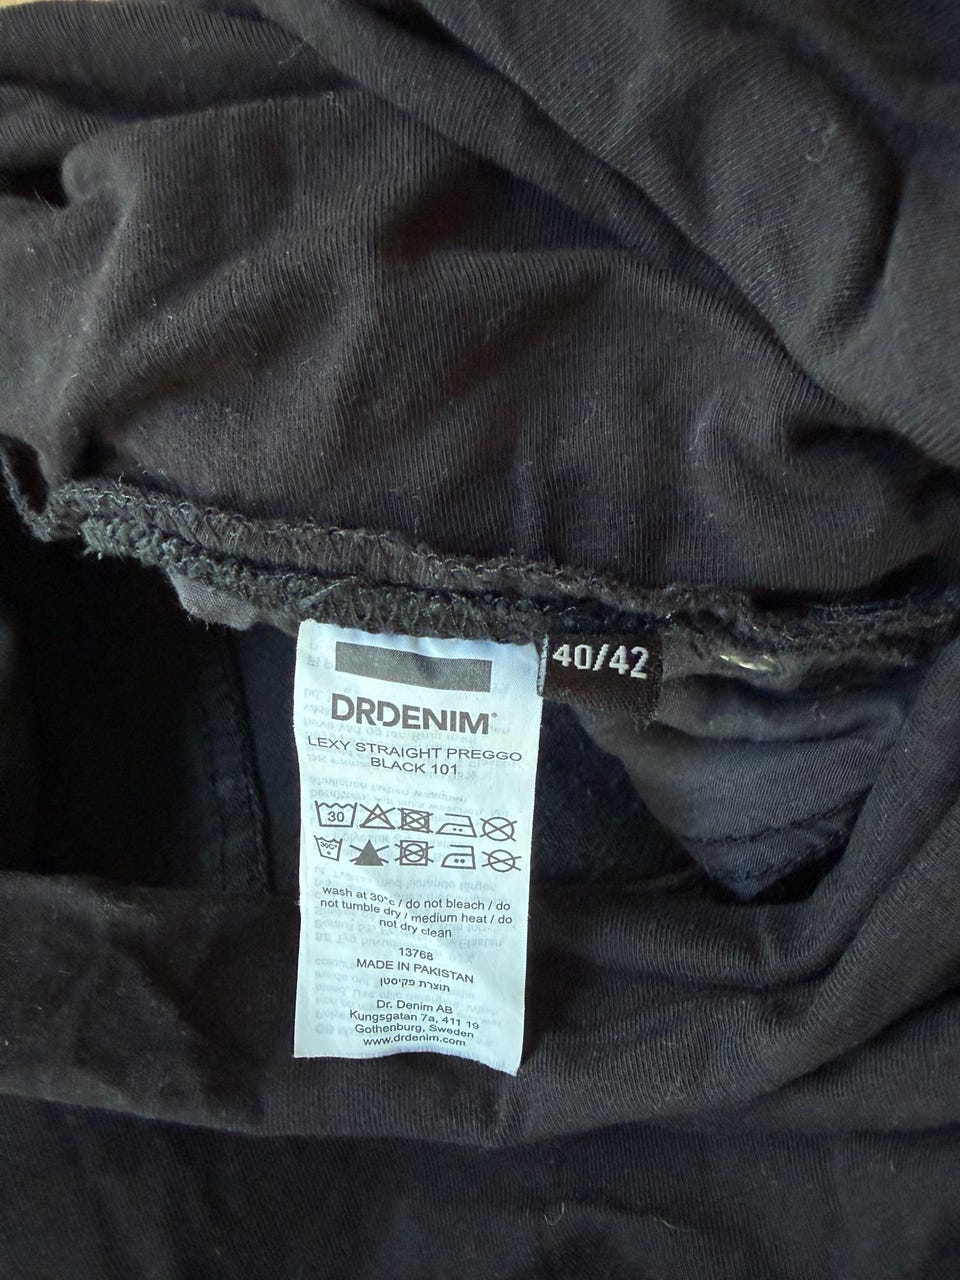 40/42
DRDENIM®
LEXY STRAIGHT PREGGO
BLACK 101
30
30C°
wash at 30°c / do not bleach / do
not tumble dry / medium heat / do
not dry clean
13768
MADE IN PAKISTAN
תוצרת פקיסטן
Dr. Denim AB
Kungsgatan 7a, 411 19
Gothenburg, Sweden
www.drdenim.com